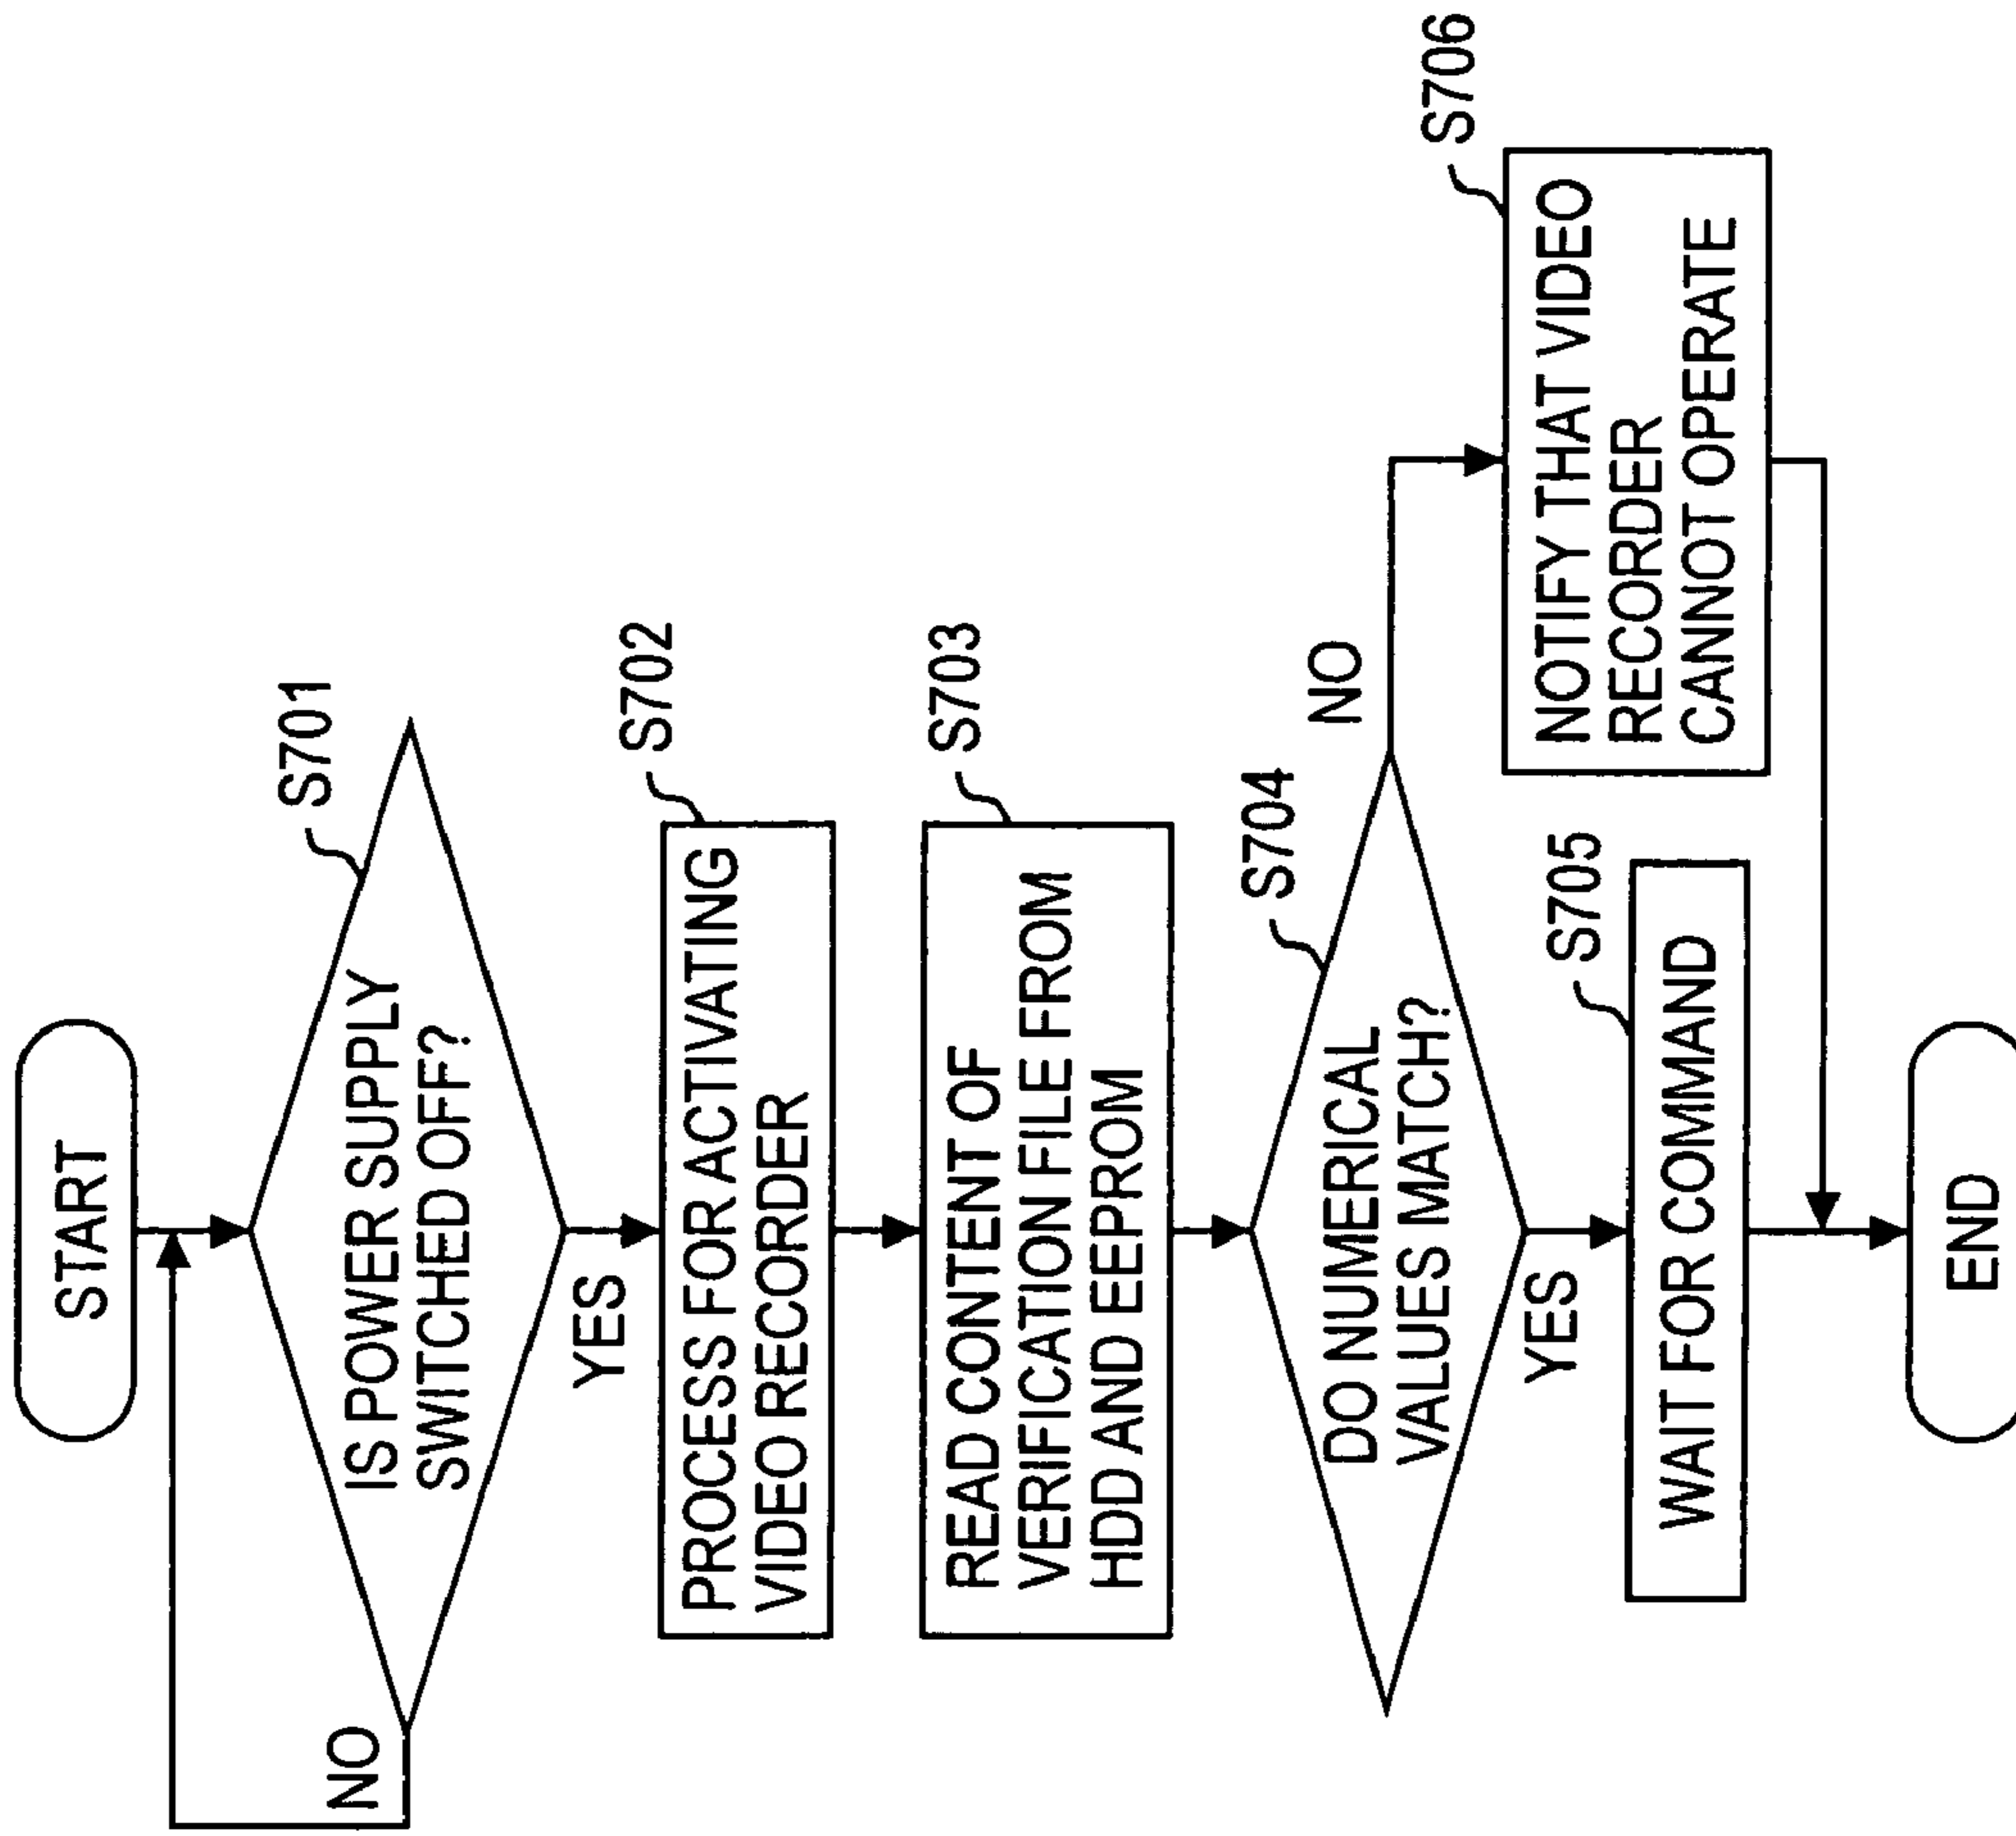 START
S701
IS POWER SUPPLY
SWITCHED OFF?
NO
YES
S702
PROCESS FOR ACTIVATING
VIDEO RECORDER
S703
READ CONTENT OF
VERIFICATION FILE FROM
HDD AND EEPROM
S704
DO NUMERICAL
VALUES MATCH?
NO
YES
S705
WAIT FOR COMMAND
S706
NOTIFY THAT VIDEO
RECORDER
CANNOT OPERATE
END